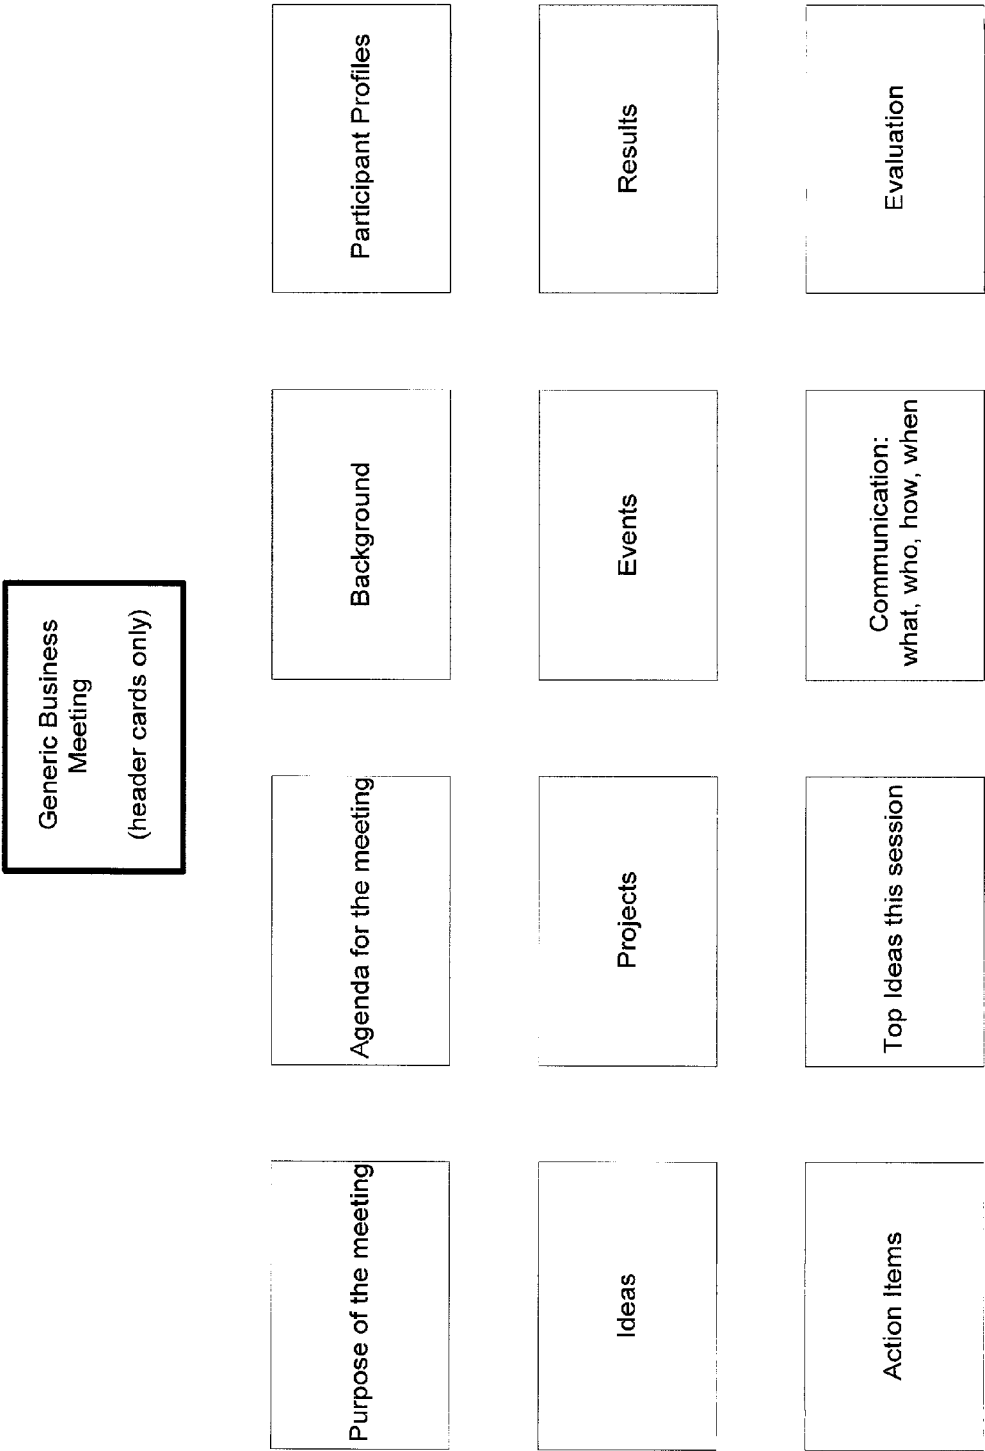 Generic Business
Meeting
(header cards only)
Purpose of the meeting
Agenda for the meeting
Background
Participant Profiles
Ideas
Projects
Events
Results
Action Items
Top Ideas this session
Communication:
what, who, how, when
Evaluation